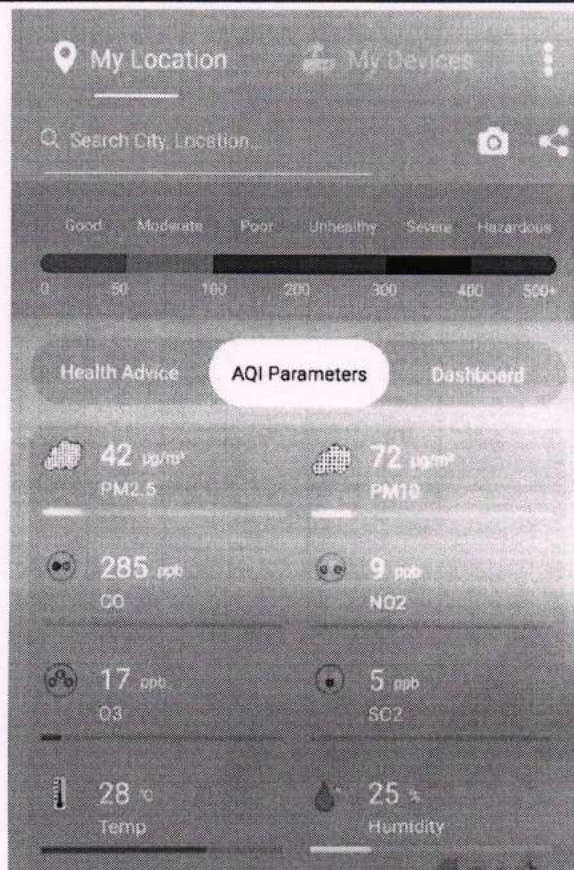 My Location My Devices
Search City, Location...
Good Moderate Poor Unhealthy Severe Hazardous
0 50 100 200 300 400 500+
Health Advice AQI Parameters Dashboard
42 µg/m³ 72 µg/m³
PM2.5 PM10
285 ppb 9 ppb
CO NO2
17 ppb 5 ppb
O3 SO2
28 °C 25 %
Temp Humidity